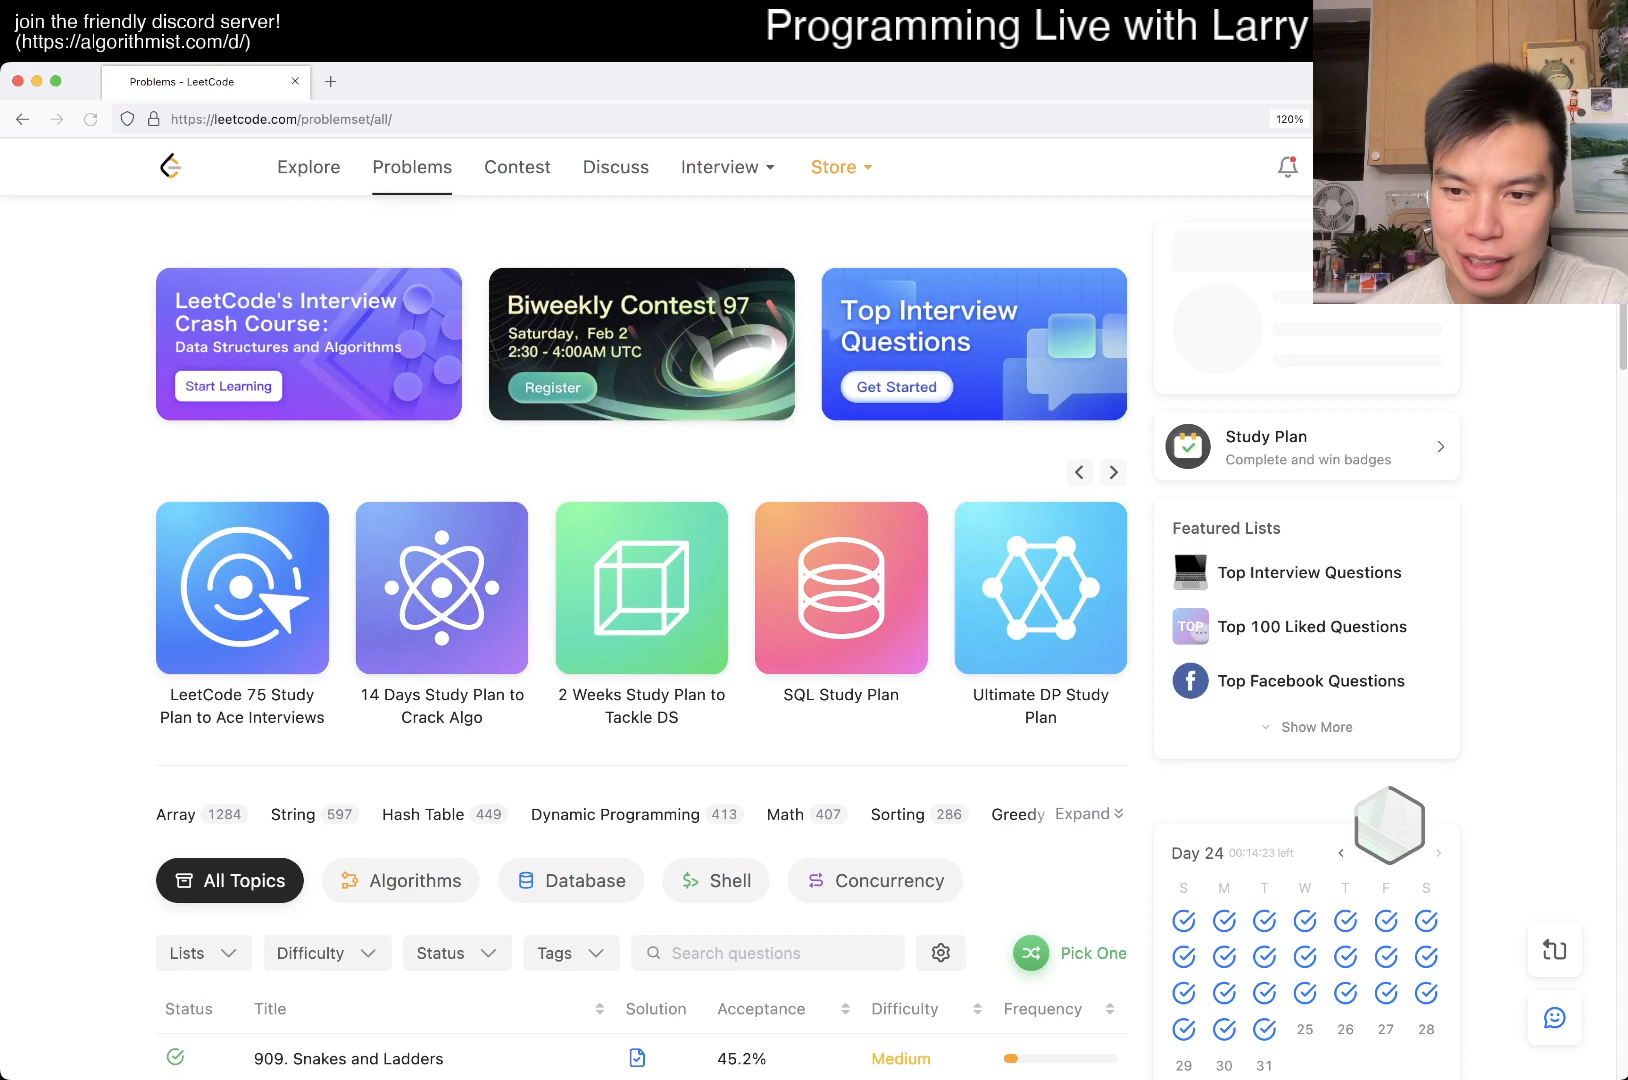 join the friendly discord server!
(https://algorithmist.com/d/)
Programming Live with Larry
Problems - LeetCode
https://leetcode.com/problemset/all/
120%
Explore
Problems
Contest
Discuss
Interview
Store
LeetCode's Interview
Crash Course:
Data Structures and Algorithms
Start Learning
Biweekly Contest 97
Saturday, Feb 2
2:30 - 4:00AM UTC
Register
Top Interview
Questions
Get Started
Study Plan
Complete and win badges
Featured Lists
Top Interview Questions
TOP
Top 100 Liked Questions
Top Facebook Questions
Show More
LeetCode 75 Study
Plan to Ace Interviews
14 Days Study Plan to
Crack Algo
2 Weeks Study Plan to
Tackle DS
SQL Study Plan
Ultimate DP Study
Plan
Array 1284
String 597
Hash Table 449
Dynamic Programming 413
Math 407
Sorting 286
Greedy
Expand
All Topics
Algorithms
Database
Shell
Concurrency
Lists
Difficulty
Status
Tags
Search questions
Pick One
Status
Title
Solution
Acceptance
Difficulty
Frequency
909. Snakes and Ladders
45.2%
Medium
Day 24 00:14:23 left
S M T W T F S
25 26 27 28
29 30 31